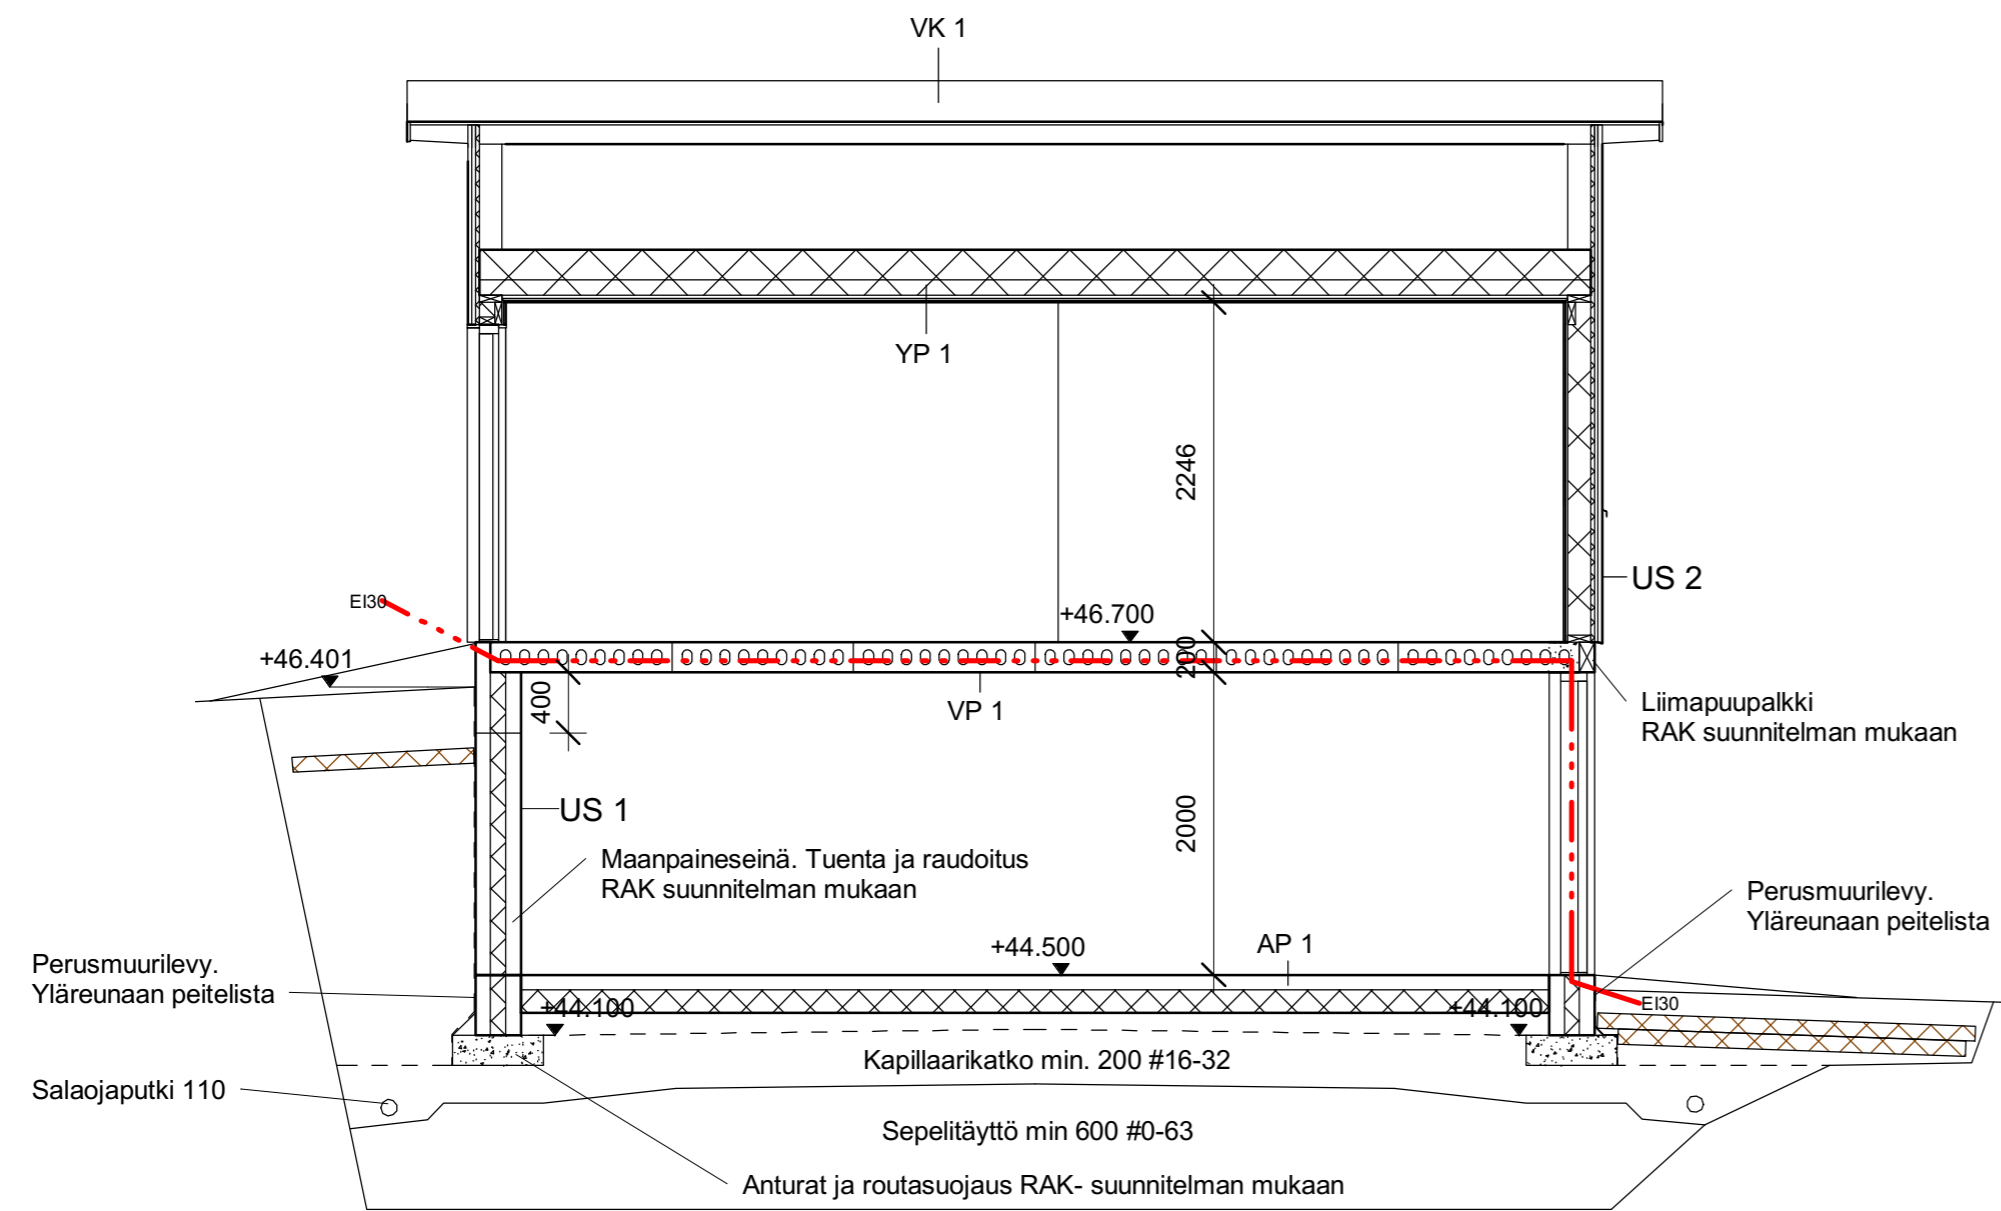 VK 1
YP 1
2246
US 2
EI30
+46.700
+46.401
200
400
VP 1
Liimapuupalkki
RAK suunnitelman mukaan
US 1
2000
Maanpaineseinä. Tuenta ja raudoitus
RAK suunnitelman mukaan
Perusmuurilevy.
Yläreunaan peitelista
+44.500
AP 1
Perusmuurilevy.
Yläreunaan peitelista
+44.100
+44.100
EI30
Kapillaarikatko min. 200 #16-32
Salaojaputki 110
Sepelitäyttö min 600 #0-63
Anturat ja routasuojaus RAK- suunnitelman mukaan